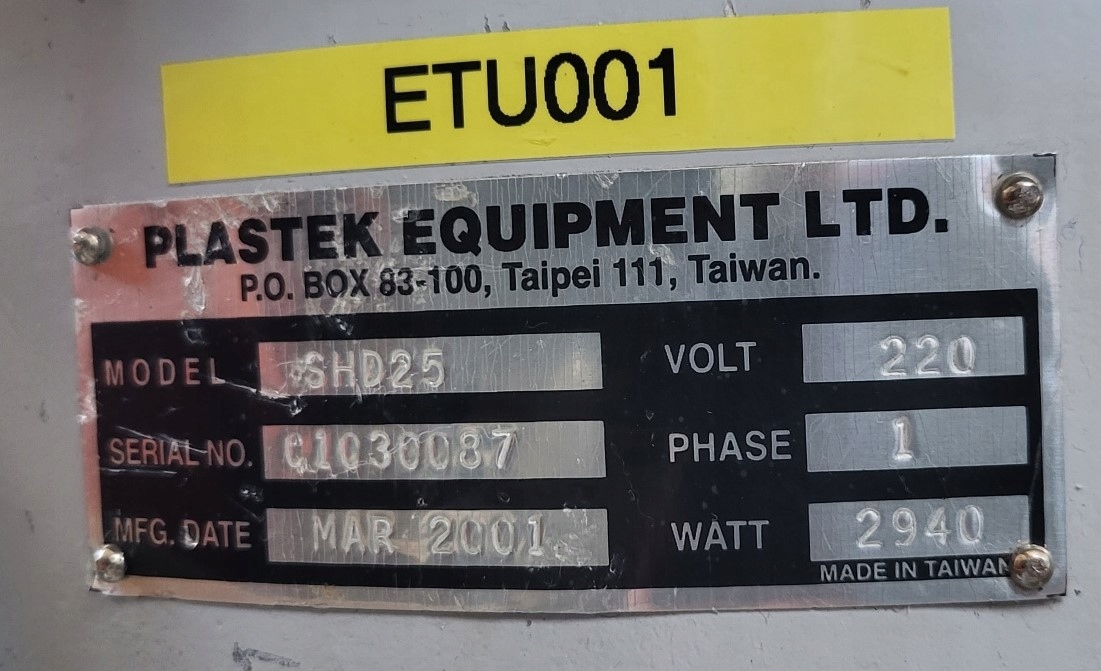 ETU001
PLASTEK EQUIPMENT LTD.
P.O. BOX 83-100, Taipei 111, Taiwan.
MODEL SHD25 VOLT 220
SERIAL NO. C1030087 PHASE 1
MFG. DATE MAR 2001. WATT 2940
MADE IN TAIWAN